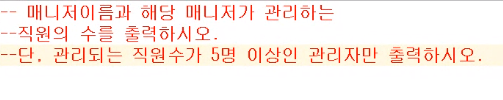 -- 매니저이름과 해당 매니저가 관리하는
--직원의 수를 출력하시오.
--단. 관리되는 직원수가 5명 이상인 관리자만 출력하시오.